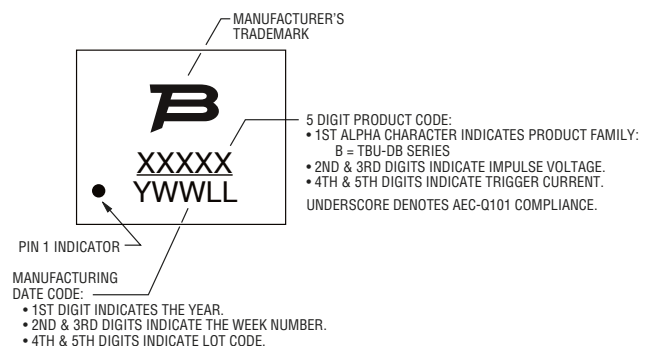 MANUFACTURER'S
TRADEMARK
B
XXXXX
YWWLL
5 DIGIT PRODUCT CODE:
• 1ST ALPHA CHARACTER INDICATES PRODUCT FAMILY:
B = TBU-DB SERIES
• 2ND & 3RD DIGITS INDICATE IMPULSE VOLTAGE.
• 4TH & 5TH DIGITS INDICATE TRIGGER CURRENT.
UNDERSCORE DENOTES AEC-Q101 COMPLIANCE.
PIN 1 INDICATOR
MANUFACTURING
DATE CODE:
• 1ST DIGIT INDICATES THE YEAR.
• 2ND & 3RD DIGITS INDICATE THE WEEK NUMBER.
• 4TH & 5TH DIGITS INDICATE LOT CODE.